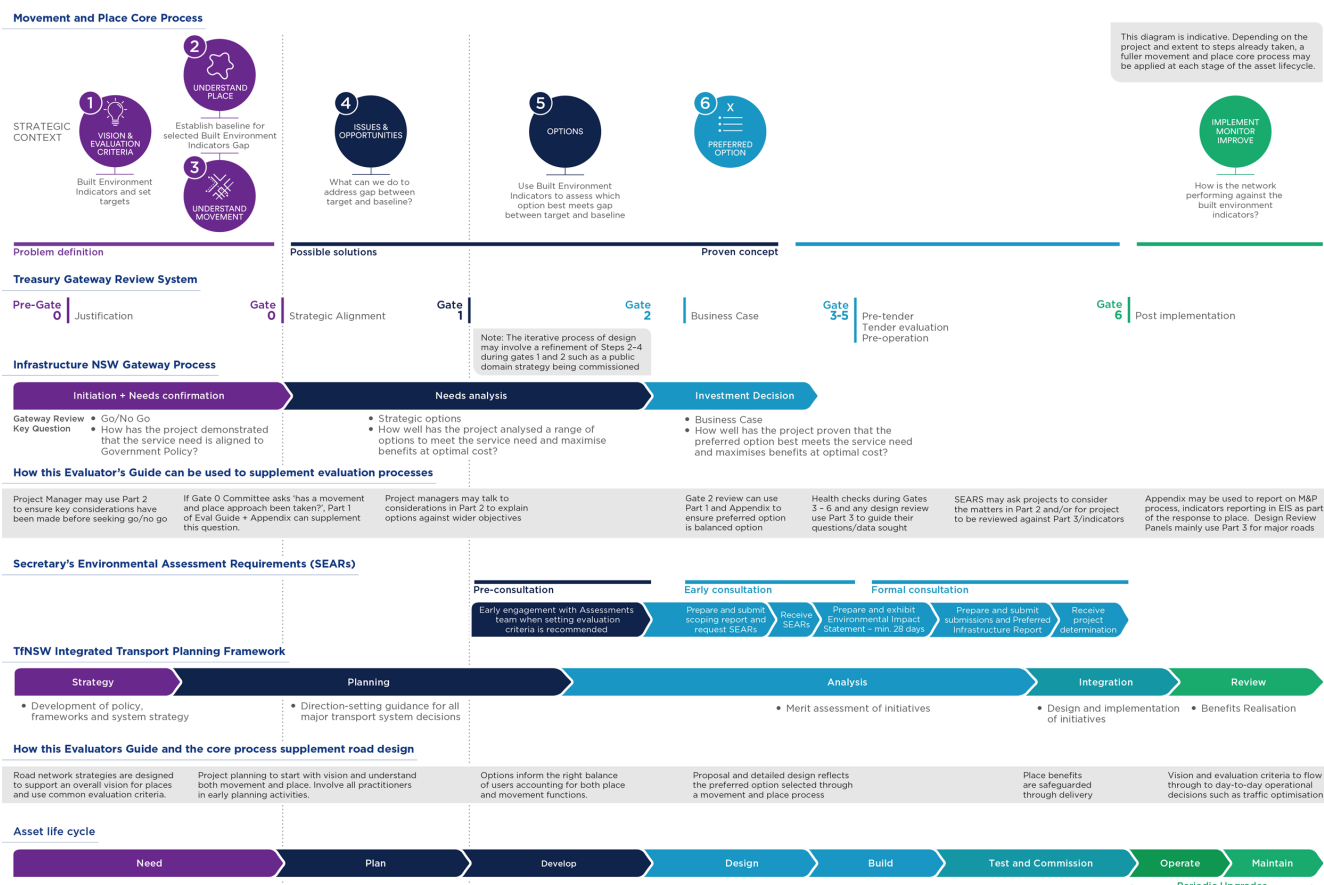 Movement and Place Core Process
This diagram is indicative. Depending on the
project and extent to steps already taken, a
fuller movement and place core process may
be applied at each stage of the asset lifecycle.
STRATEGIC
CONTEXT
1
VISION &
EVALUATION
CRITERIA
Built Environment
Indicators and set
targets
2
UNDERSTAND
PLACE
Establish baseline for
selected Built Environment
Indicators Gap
3
UNDERSTAND
MOVEMENT
4
ISSUES &
OPPORTUNITIES
What can we do to
address gap between
target and baseline?
5
OPTIONS
Use Built Environment
Indicators to assess which
option best meets gap
between target and baseline
6
X
PREFERRED
OPTION
IMPLEMENT
MONITOR
IMPROVE
How is the network
performing against the
built environment
indicators?
Problem definition
Possible solutions
Proven concept
Treasury Gateway Review System
Pre-Gate
0
Justification
Gate
0
Strategic Alignment
Gate
1
Gate
2
Business Case
Gate
3-5
Pre-tender
Tender evaluation
Pre-operation
Gate
6
Post implementation
Note: The iterative process of design
may involve a refinement of Steps 2–4
during gates 1 and 2 such as a public
domain strategy being commissioned
Infrastructure NSW Gateway Process
Initiation + Needs confirmation
Needs analysis
Investment Decision
Gateway Review
Key Question
• Go/No Go
• How has the project demonstrated
that the service need is aligned to
Government Policy?
• Strategic options
• How well has the project analysed a range of
options to meet the service need and maximise
benefits at optimal cost?
• Business Case
• How well has the project proven that the
preferred option best meets the service need
and maximises benefits at optimal cost?
How this Evaluator's Guide can be used to supplement evaluation processes
Project Manager may use Part 2
to ensure key considerations have
been made before seeking go/no go
If Gate 0 Committee asks 'has a movement
and place approach been taken?', Part 1
of Eval Guide + Appendix can supplement
this question.
Project managers may talk to
considerations in Part 2 to explain
options against wider objectives
Gate 2 review can use
Part 1 and Appendix to
ensure preferred option
is balanced option
Health checks during Gates
3 – 6 and any design review
use Part 3 to guide their
questions/data sought
SEARS may ask projects to consider
the matters in Part 2 and/or for project
to be reviewed against Part 3/indicators
Appendix may be used to report on M&P
process, indicators reporting in EIS as part
of the response to place. Design Review
Panels mainly use Part 3 for major roads
Secretary's Environmental Assessment Requirements (SEARs)
Pre-consultation
Early consultation
Formal consultation
Early engagement with Assessments
team when setting evaluation
criteria is recommended
Prepare and submit
scoping report and
request SEARs
Receive
SEARs
Prepare and exhibit
Environmental Impact
Statement – min. 28 days
Prepare and submit
submissions and Preferred
Infrastructure Report
Receive
project
determination
TfNSW Integrated Transport Planning Framework
Strategy
Planning
Analysis
Integration
Review
• Development of policy,
frameworks and system strategy
• Direction-setting guidance for all
major transport system decisions
• Merit assessment of initiatives
• Design and implementation
of initiatives
• Benefits Realisation
How this Evaluators Guide and the core process supplement road design
Road network strategies are designed
to support an overall vision for places
and use common evaluation criteria.
Project planning to start with vision and understand
both movement and place. Involve all practitioners
in early planning activities.
Options inform the right balance
of users accounting for both place
and movement functions.
Proposal and detailed design reflects
the preferred option selected through
a movement and place process
Place benefits
are safeguarded
through delivery
Vision and evaluation criteria to flow
through to day-to-day operational
decisions such as traffic optimisation
Asset life cycle
Need
Plan
Develop
Design
Build
Test and Commission
Operate
Maintain
Periodic Upgrades